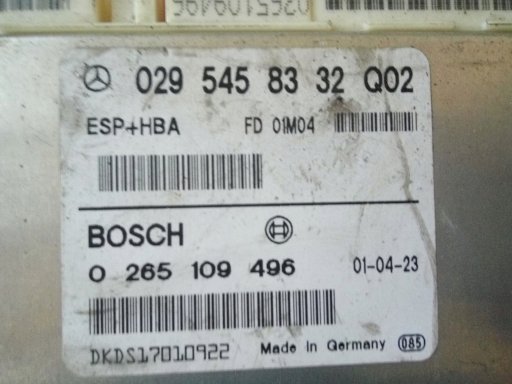 0265109496
029 545 83 32 Q02
ESP+HBA FD 01M04
BOSCH
0 265 109 496 01-04-23
DKDS17010922 Made in Germany 085